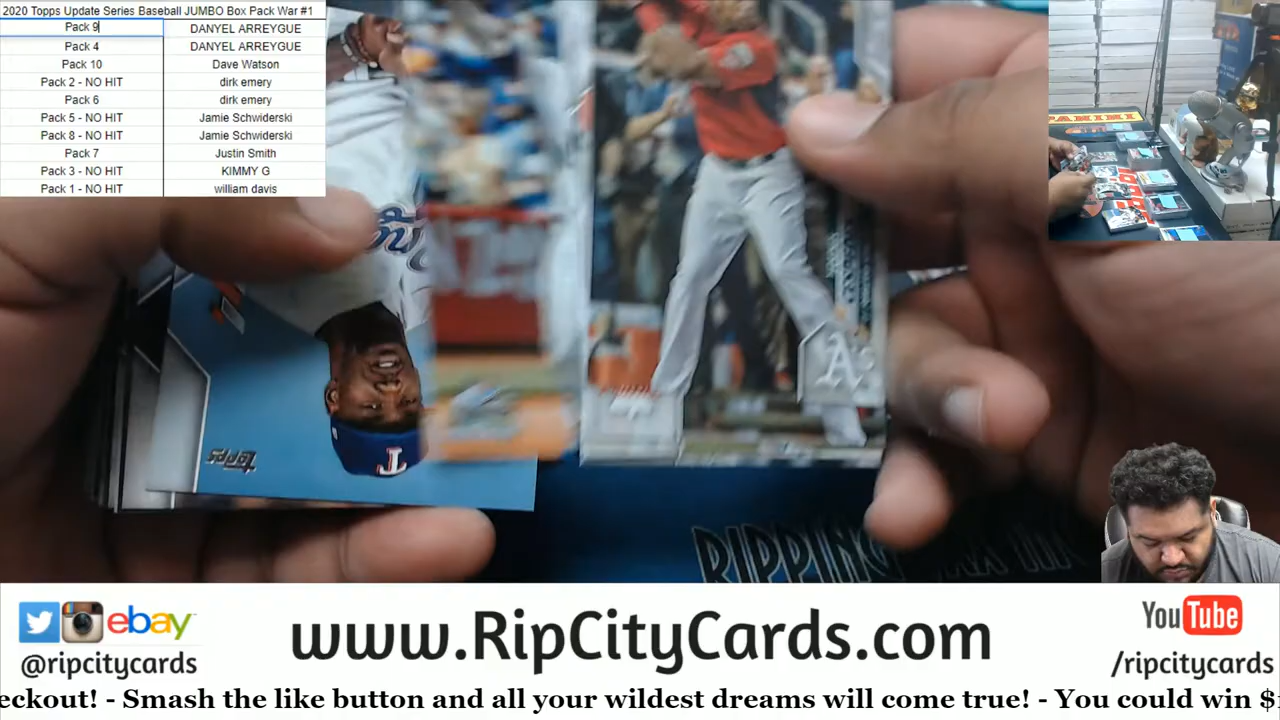 2020 Topps Update Series Baseball JUMBO Box Pack War #1
Pack 9 DANYEL ARREYGUE
Pack 4 DANYEL ARREYGUE
Pack 10 Dave Watson
Pack 2 - NO HIT dirk emery
Pack 6 dirk emery
Pack 5 - NO HIT Jamie Schwiderski
Pack 8 - NO HIT Jamie Schwiderski
Pack 7 Justin Smith
Pack 3 - NO HIT KIMMY G
Pack 1 - NO HIT william davis
PANINI
A's
T
Topps
RIPPING
ebay
@ripcitycards
www.RipCityCards.com
YouTube
/ripcitycards
eckout! - Smash the like button and all your wildest dreams will come true! - You could win $